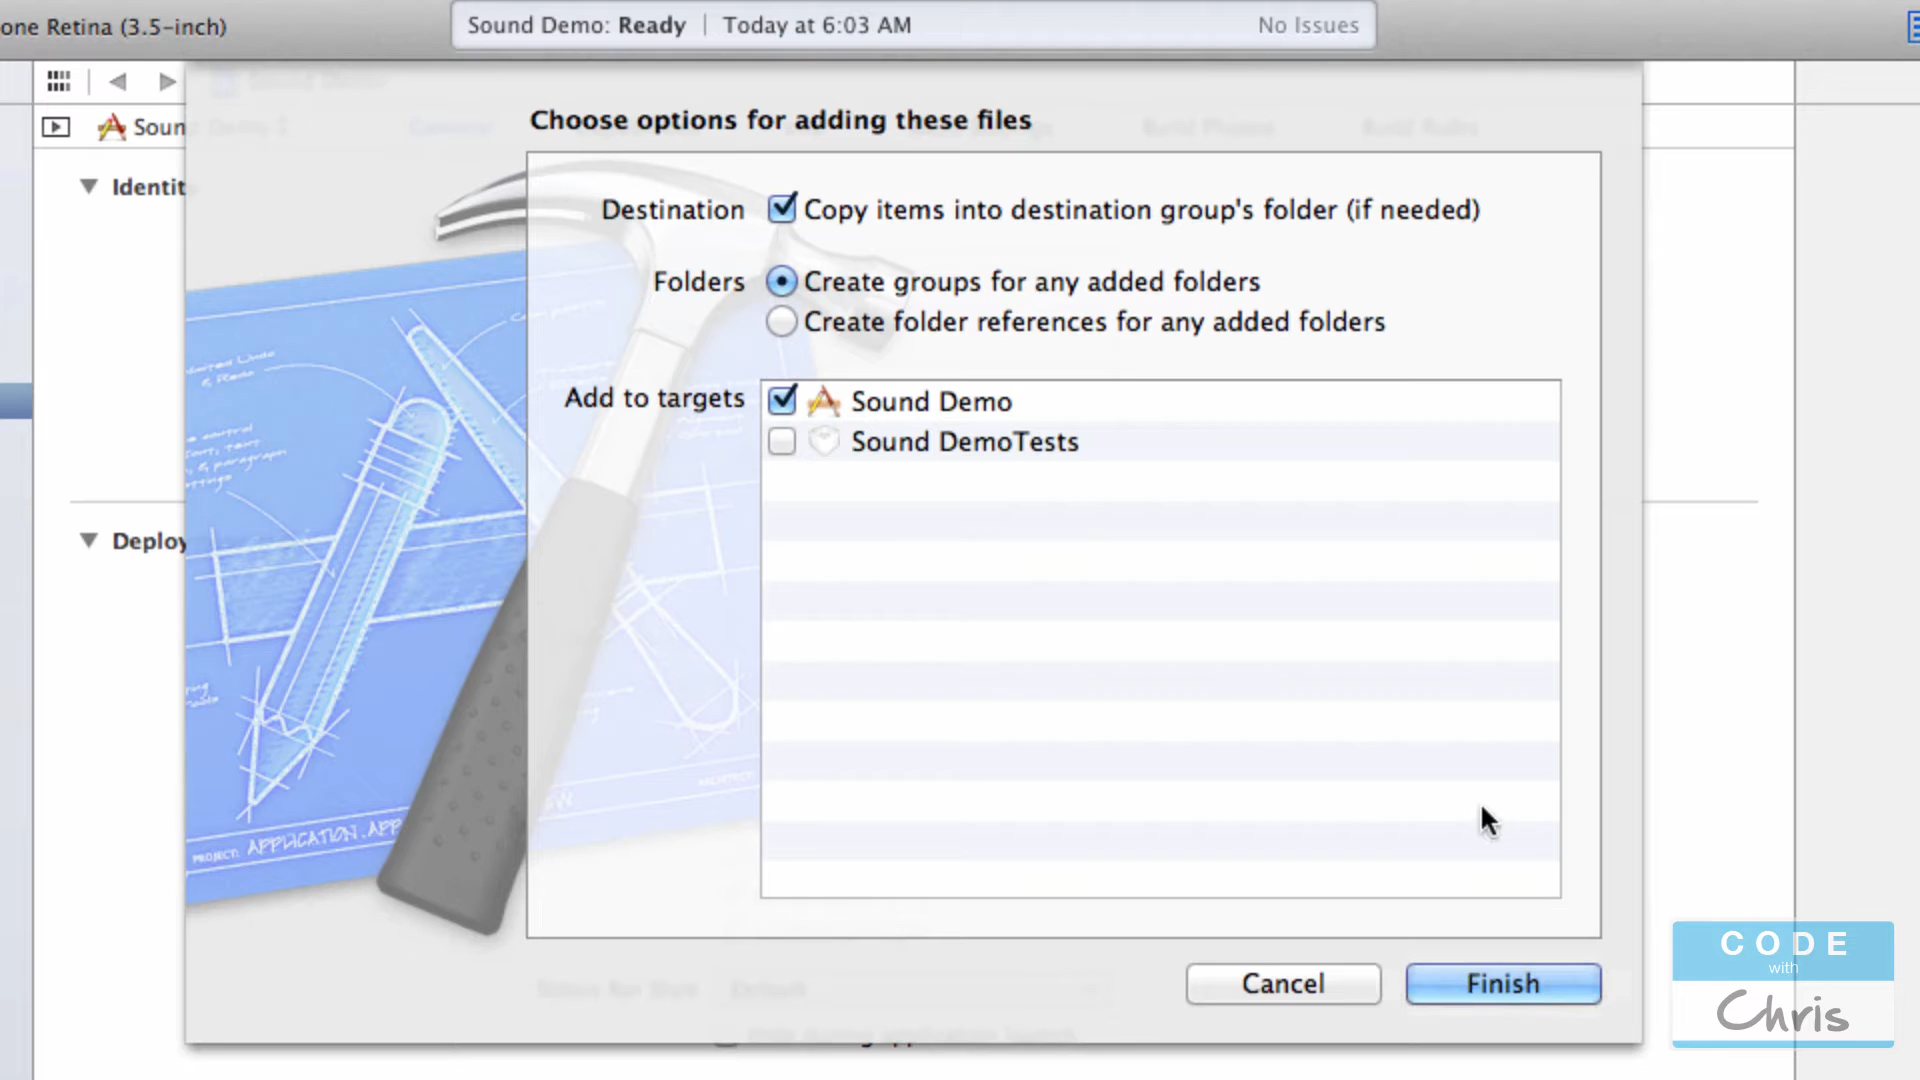 one Retina (3.5-inch)
Sound Demo: Ready | Today at 6:03 AM
No Issues
Soun
Identit
Deploy
Choose options for adding these files
Destination
Copy items into destination group's folder (if needed)
Folders
Create groups for any added folders
Create folder references for any added folders
Add to targets
Sound Demo
Sound DemoTests
PROJECT: APPLICATION.APP
Cancel
Finish
CODE
with
Chris